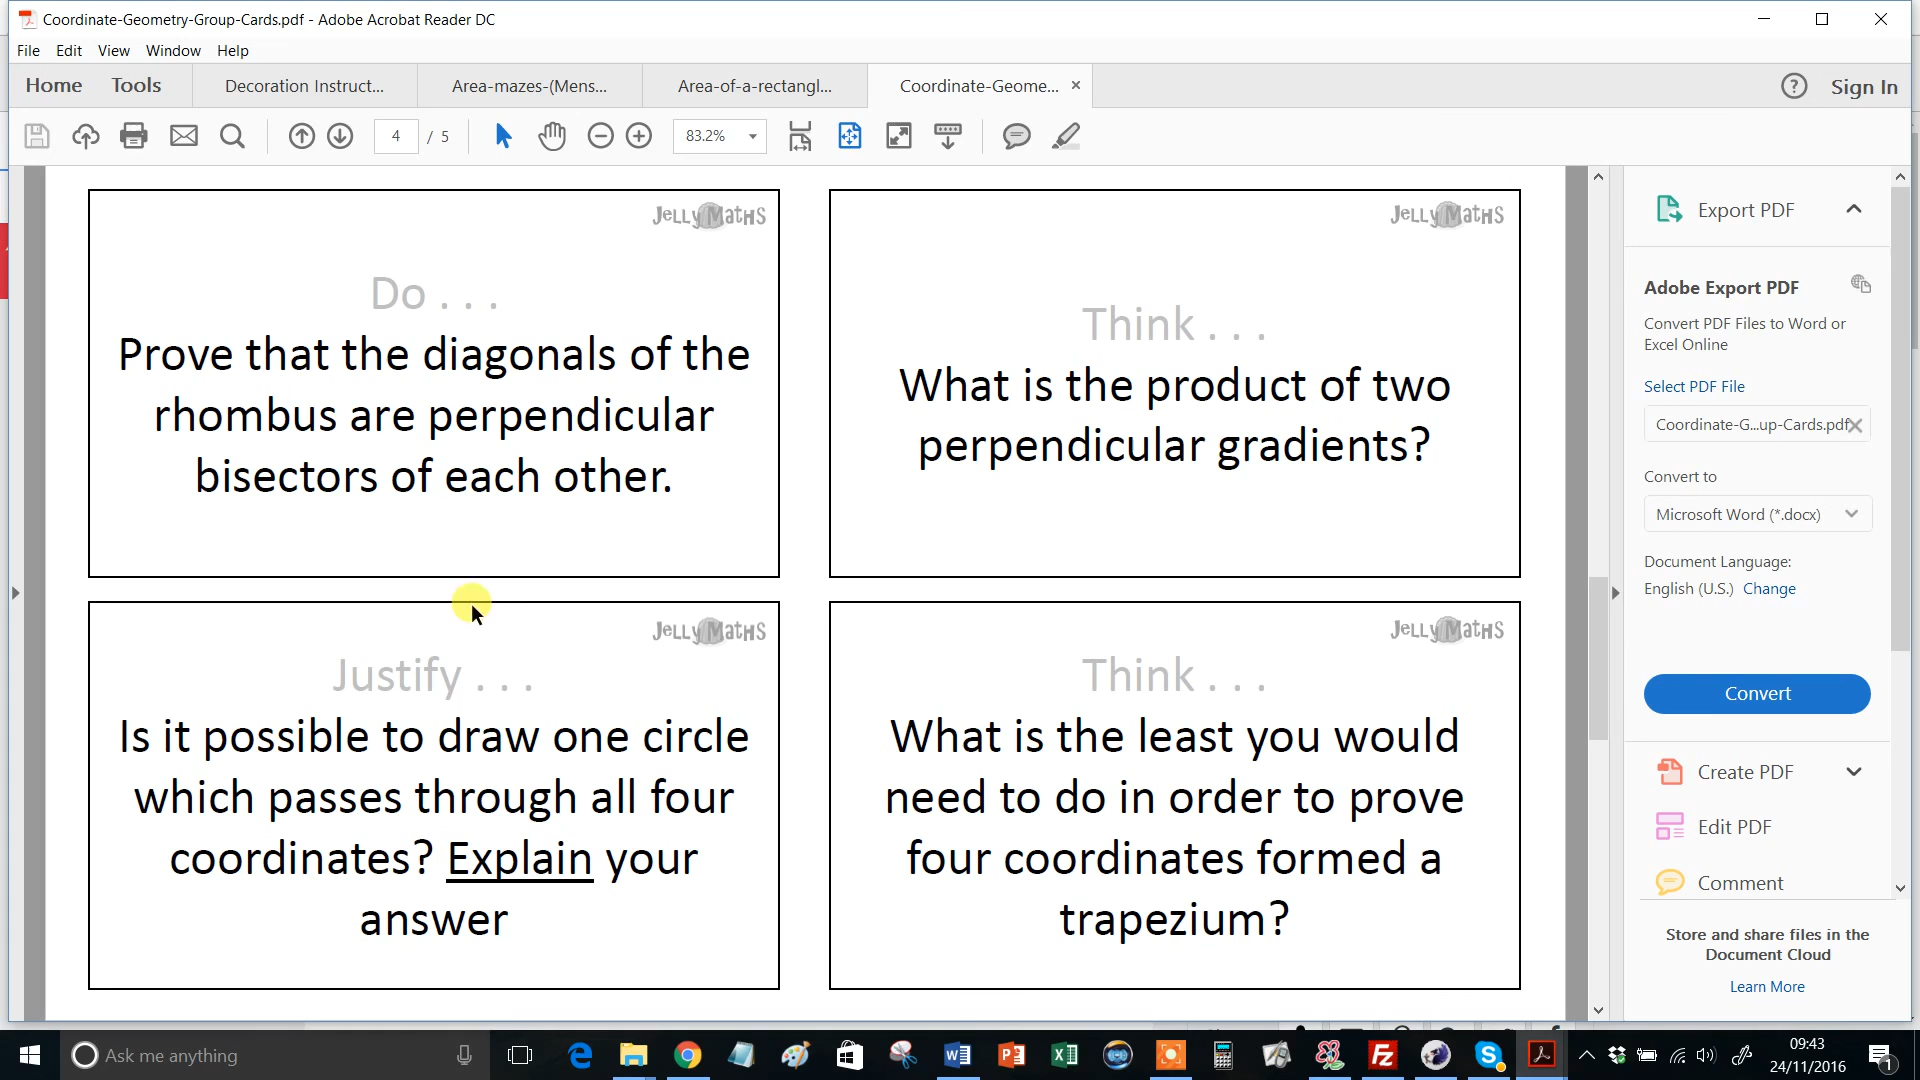 Coordinate-Geometry-Group-Cards.pdf - Adobe Acrobat Reader DC
File Edit View Window Help
Home Tools Decoration Instruct... Area-mazes-(Mens... Area-of-a-rectangl... Coordinate-Geome... Sign In
4 / 5 83.2%
JeLLyMatHS
Do . . .
Prove that the diagonals of the
rhombus are perpendicular
bisectors of each other.
JeLLyMatHS
Think . . .
What is the product of two
perpendicular gradients?
JeLLyMatHS
Justify . . .
Is it possible to draw one circle
which passes through all four
coordinates? Explain your
answer
JeLLyMatHS
Think . . .
What is the least you would
need to do in order to prove
four coordinates formed a
trapezium?
Export PDF
Adobe Export PDF
Convert PDF Files to Word or
Excel Online
Select PDF File
Coordinate-G...up-Cards.pdf
Convert to
Microsoft Word (*.docx)
Document Language:
English (U.S.) Change
Convert
Create PDF
Edit PDF
Comment
Store and share files in the
Document Cloud
Learn More
Ask me anything
09:43
24/11/2016
1